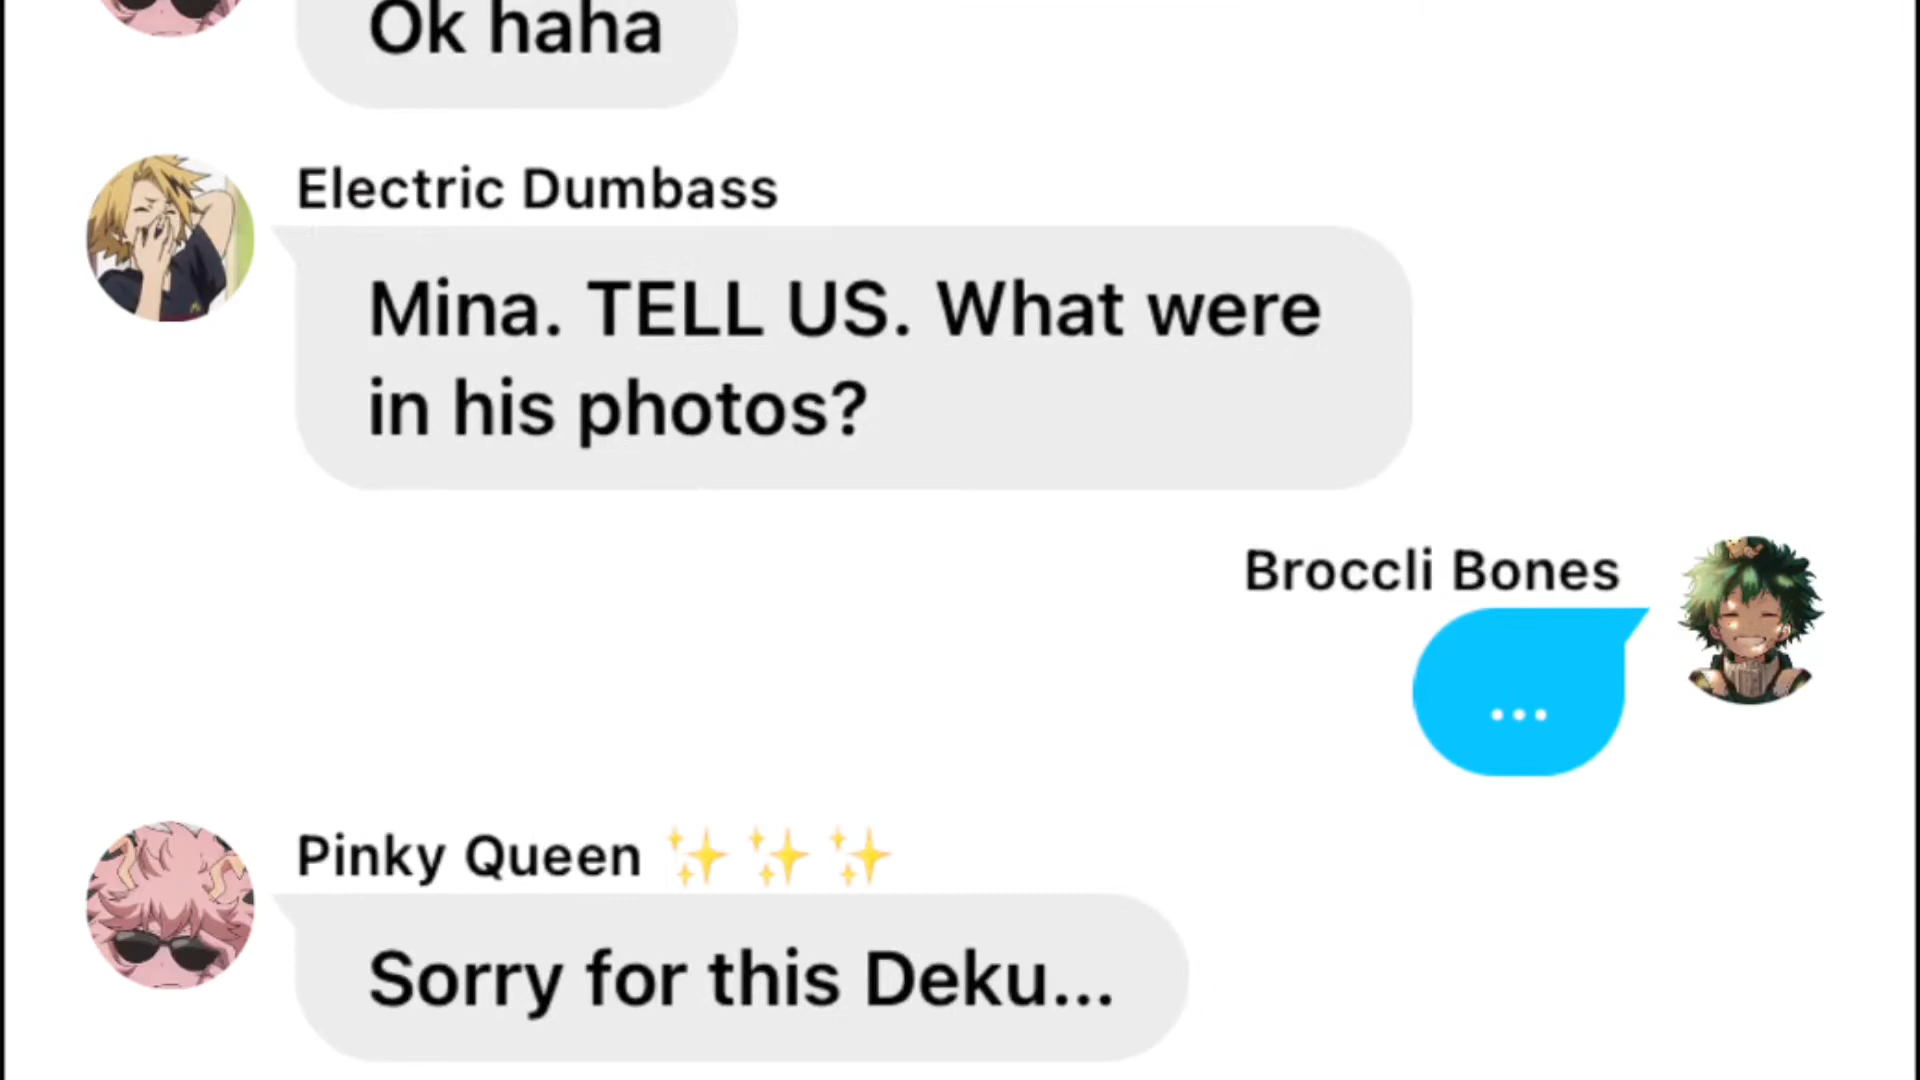 Ok haha
Electric Dumbass
Mina. TELL US. What were
in his photos?
Broccli Bones
...
Pinky Queen ✨✨✨
Sorry for this Deku...